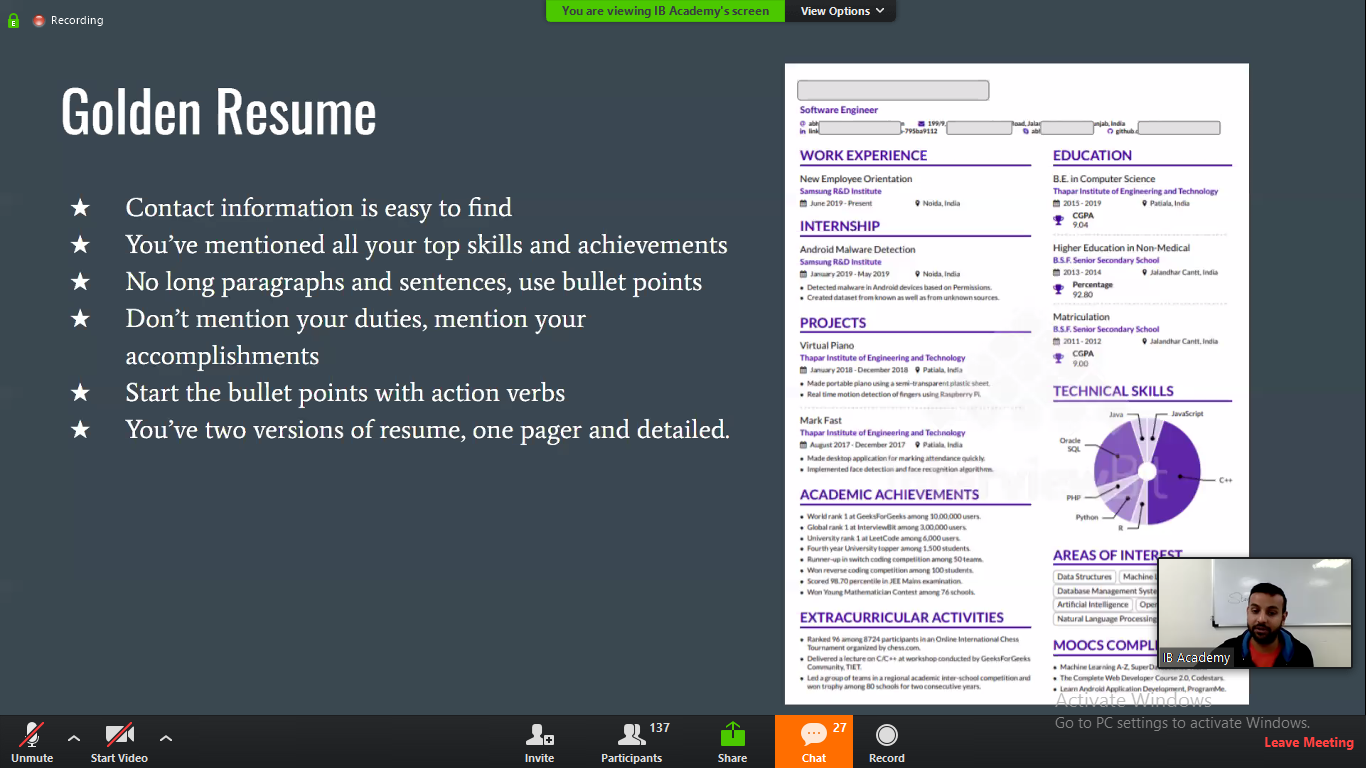 Recording
You are viewing IB Academy's screen
View Options
Golden Resume
★ Contact information is easy to find
★ You've mentioned all your top skills and achievements
★ No long paragraphs and sentences, use bullet points
★ Don't mention your duties, mention your
accomplishments
★ Start the bullet points with action verbs
★ You've two versions of resume, one pager and detailed.
Software Engineer
199/9,
Road, Jala
njab, India
link
-795ba9112
github.
WORK EXPERIENCE
New Employee Orientation
Samsung R&D Institute
June 2019 - Present Noida, India
INTERNSHIP
Android Malware Detection
Samsung R&D Institute
January 2019 - May 2019 Noida, India
• Detected malware in Android devices based on Permissions.
• Created dataset from known as well as from unknown sources.
PROJECTS
Virtual Piano
Thapar Institute of Engineering and Technology
January 2018 - December 2018 Patiala, India
• Made portable piano using a semi-transparent plastic sheet.
• Real time motion detection of fingers using Raspberry Pi.
Mark Fast
Thapar Institute of Engineering and Technology
August 2017 - December 2017 Patiala, India
• Made desktop application for marking attendance quickly.
• Implemented face detection and face recognition algorithm.
ACADEMIC ACHIEVEMENTS
• World rank 1 at GeeksForGeeks among 10,00,000 users.
• Global rank 1 at InterviewBit among 3,00,000 users.
• University rank 1 at LeetCode among 6,000 users.
• Fourth year University topper among 1,500 students.
• Runner-up in switch coding competition among 50 teams.
• Won reverse coding competition among 100 students.
• Scored 98.70 percentile in JEE Mains examination.
• Won Young Mathematician Contest among 76 schools.
EXTRACURRICULAR ACTIVITIES
• Ranked 96 among 8724 participants in an Online International Chess
Tournament organized by chess.com.
• Delivered a lecture on C/C++ at workshop conducted by GeeksForGeeks
Community, TIET.
• Led a group of teams in a regional academic inter-school competition and
won trophy among 80 schools for two consecutive years.
EDUCATION
B.E. in Computer Science
Thapar Institute of Engineering and Technology
2015 - 2019 Patiala, India
CGPA
9.04
Higher Education in Non-Medical
B.S.F. Senior Secondary School
2013 - 2014 Jalandhar Cantt, India
Percentage
92.80
Matriculation
B.S.F. Senior Secondary School
2011 - 2012 Jalandhar Cantt, India
CGPA
9.00
TECHNICAL SKILLS
Java
JavaScript
Oracle
SQL
C++
PHP
Python
R
AREAS OF INTEREST
Data Structures Machine L
Database Management Syste
Artificial Intelligence Oper
Natural Language Processing
MOOCS COMPL
• Machine Learning A-Z, SuperDa
• The Complete Web Developer Course 2.0, Codestars.
• Learn Android Application Development, ProgramMe.
InterviewBit
IB Academy
Activate Windows
Go to PC settings to activate Windows.
Unmute
Start Video
Invite
Participants 137
Share
Chat 27
Record
Leave Meeting